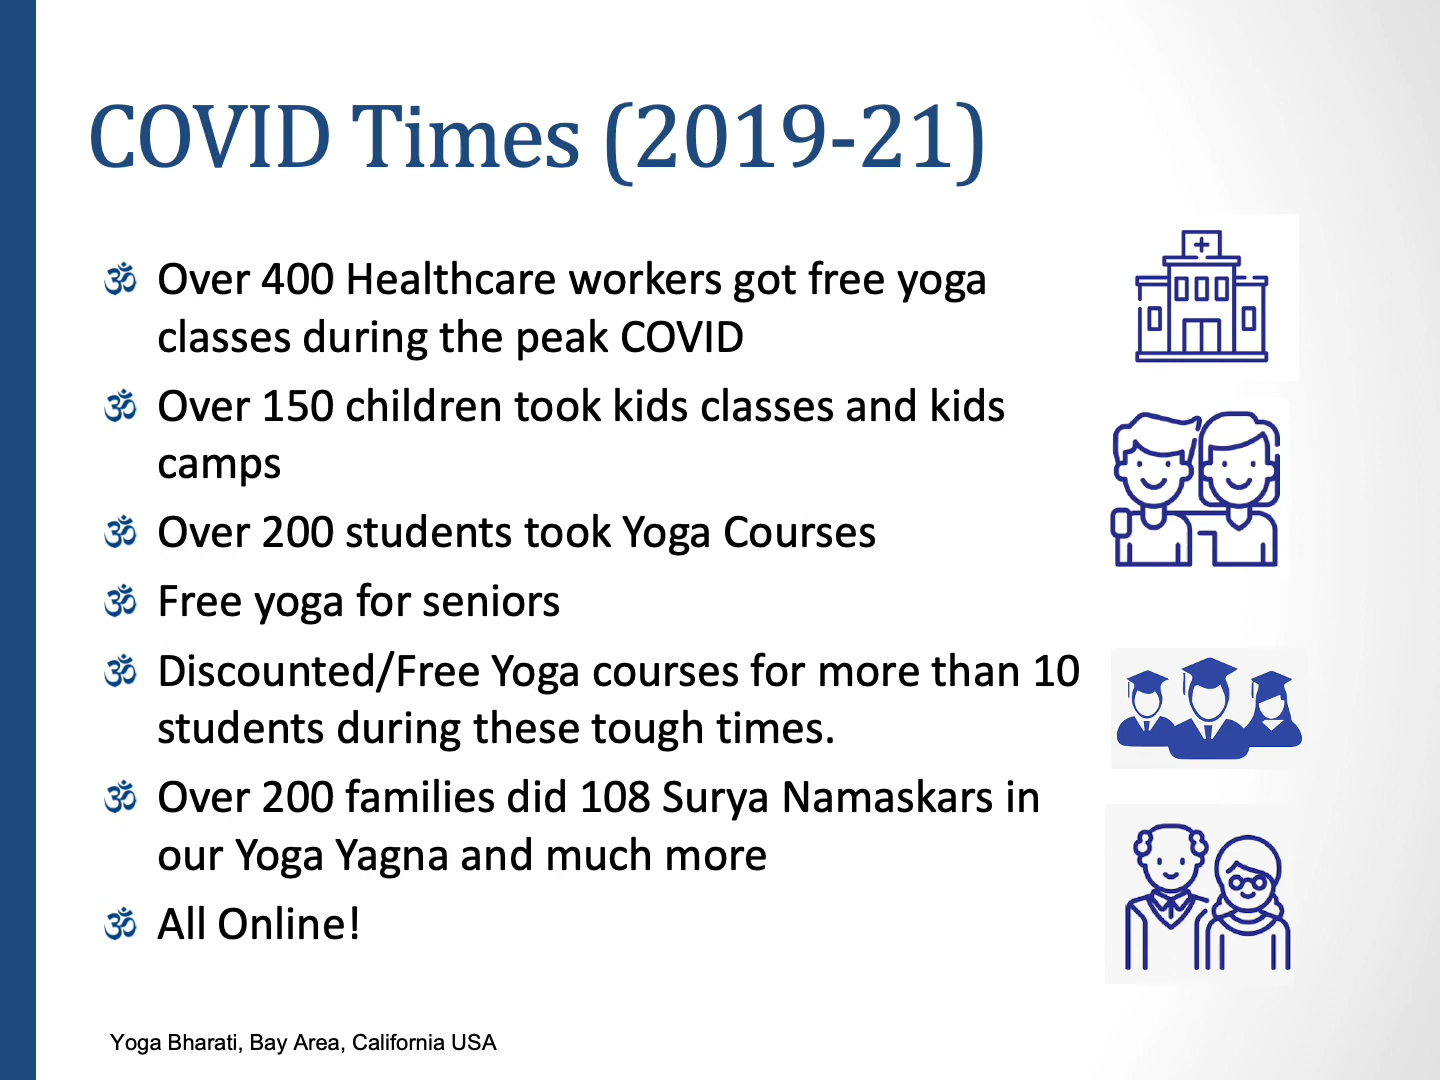 COVID Times (2019-21)
ॐ Over 400 Healthcare workers got free yoga
classes during the peak COVID
ॐ Over 150 children took kids classes and kids
camps
ॐ Over 200 students took Yoga Courses
ॐ Free yoga for seniors
ॐ Discounted/Free Yoga courses for more than 10
students during these tough times.
ॐ Over 200 families did 108 Surya Namaskars in
our Yoga Yagna and much more
ॐ All Online!
Yoga Bharati, Bay Area, California USA